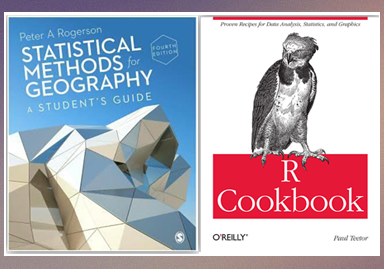 Peter A Rogerson
STATISTICAL
METHODS for
GEOGRAPHY
A STUDENT'S GUIDE
FOURTH
EDITION
Proven Recipes for Data Analysis, Statistics, and Graphics
R
Cookbook
O'REILLY®
Paul Teetor